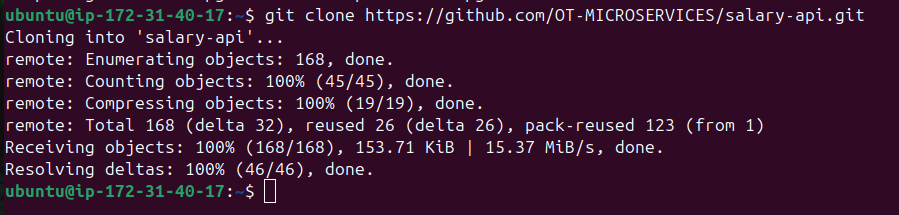 ubuntu@ip-172-31-40-17:~$ git clone https://github.com/OT-MICROSERVICES/salary-api.git
Cloning into 'salary-api'...
remote: Enumerating objects: 168, done.
remote: Counting objects: 100% (45/45), done.
remote: Compressing objects: 100% (19/19), done.
remote: Total 168 (delta 32), reused 26 (delta 26), pack-reused 123 (from 1)
Receiving objects: 100% (168/168), 153.71 KiB | 15.37 MiB/s, done.
Resolving deltas: 100% (46/46), done.
ubuntu@ip-172-31-40-17:~$